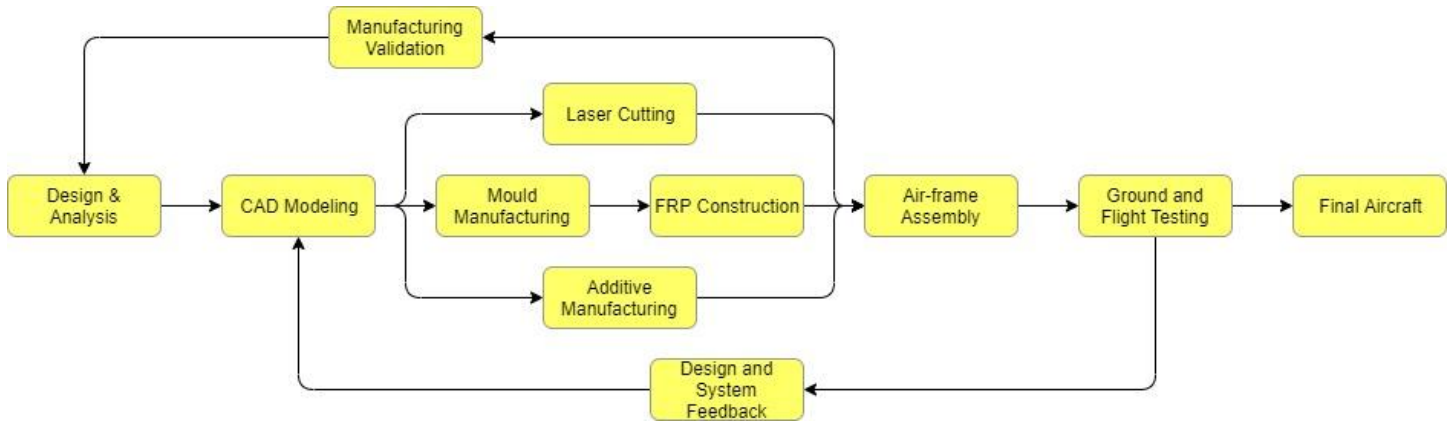 Manufacturing
Validation
Laser Cutting
Design &
Analysis
CAD Modeling
Mould
Manufacturing
FRP Construction
Air-frame
Assembly
Ground and
Flight Testing
Final Aircraft
Additive
Manufacturing
Design and
System
Feedback